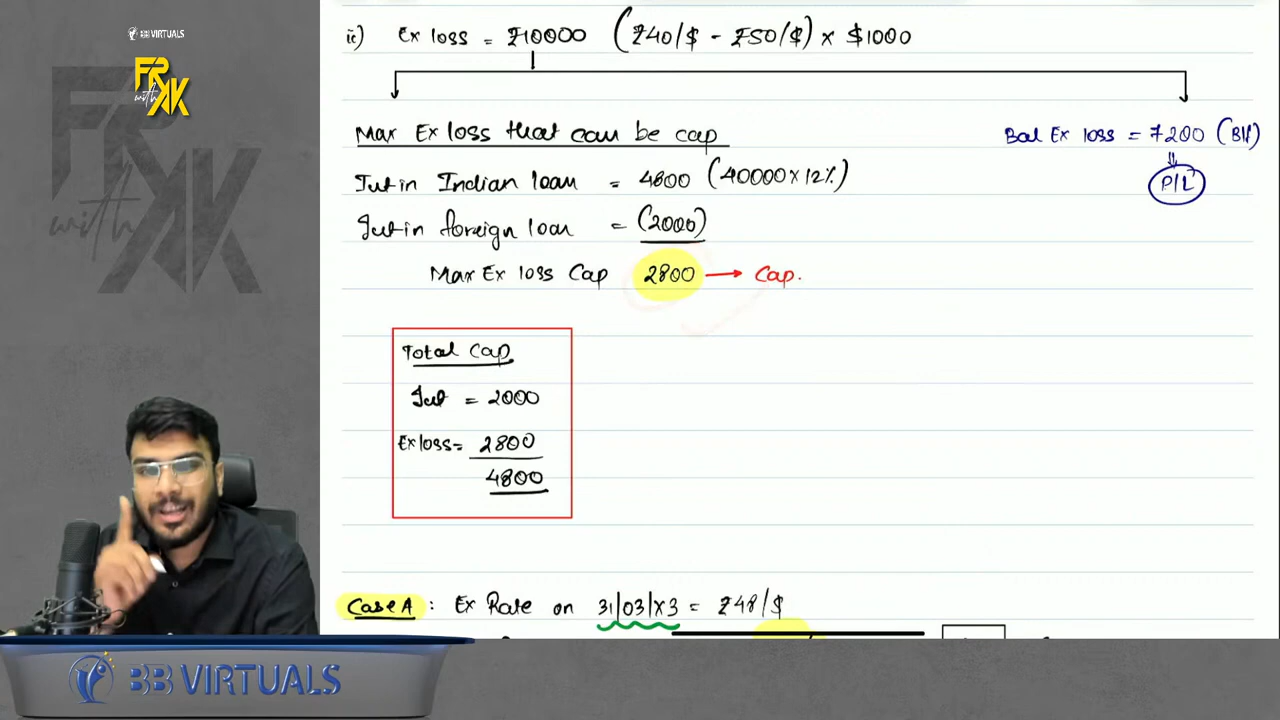 BB VIRTUALS
FR
with
AK
FR
with
AK
ii) Ex loss = ₹10000 (₹40/$ - ₹50/$) × $1000
Max Ex loss that can be cap
Bal Ex loss = 7200 (B/f)
P/L
Int in Indian loan = 4800 (40000×12%)
Int in foreign loan = (2000)
Max Ex loss Cap 2800 → Cap.
Total Cap
Int = 2000
Ex loss = 2800
4800
Case A : Ex Rate on 31/03/x3 = ₹48/$
BB VIRTUALS